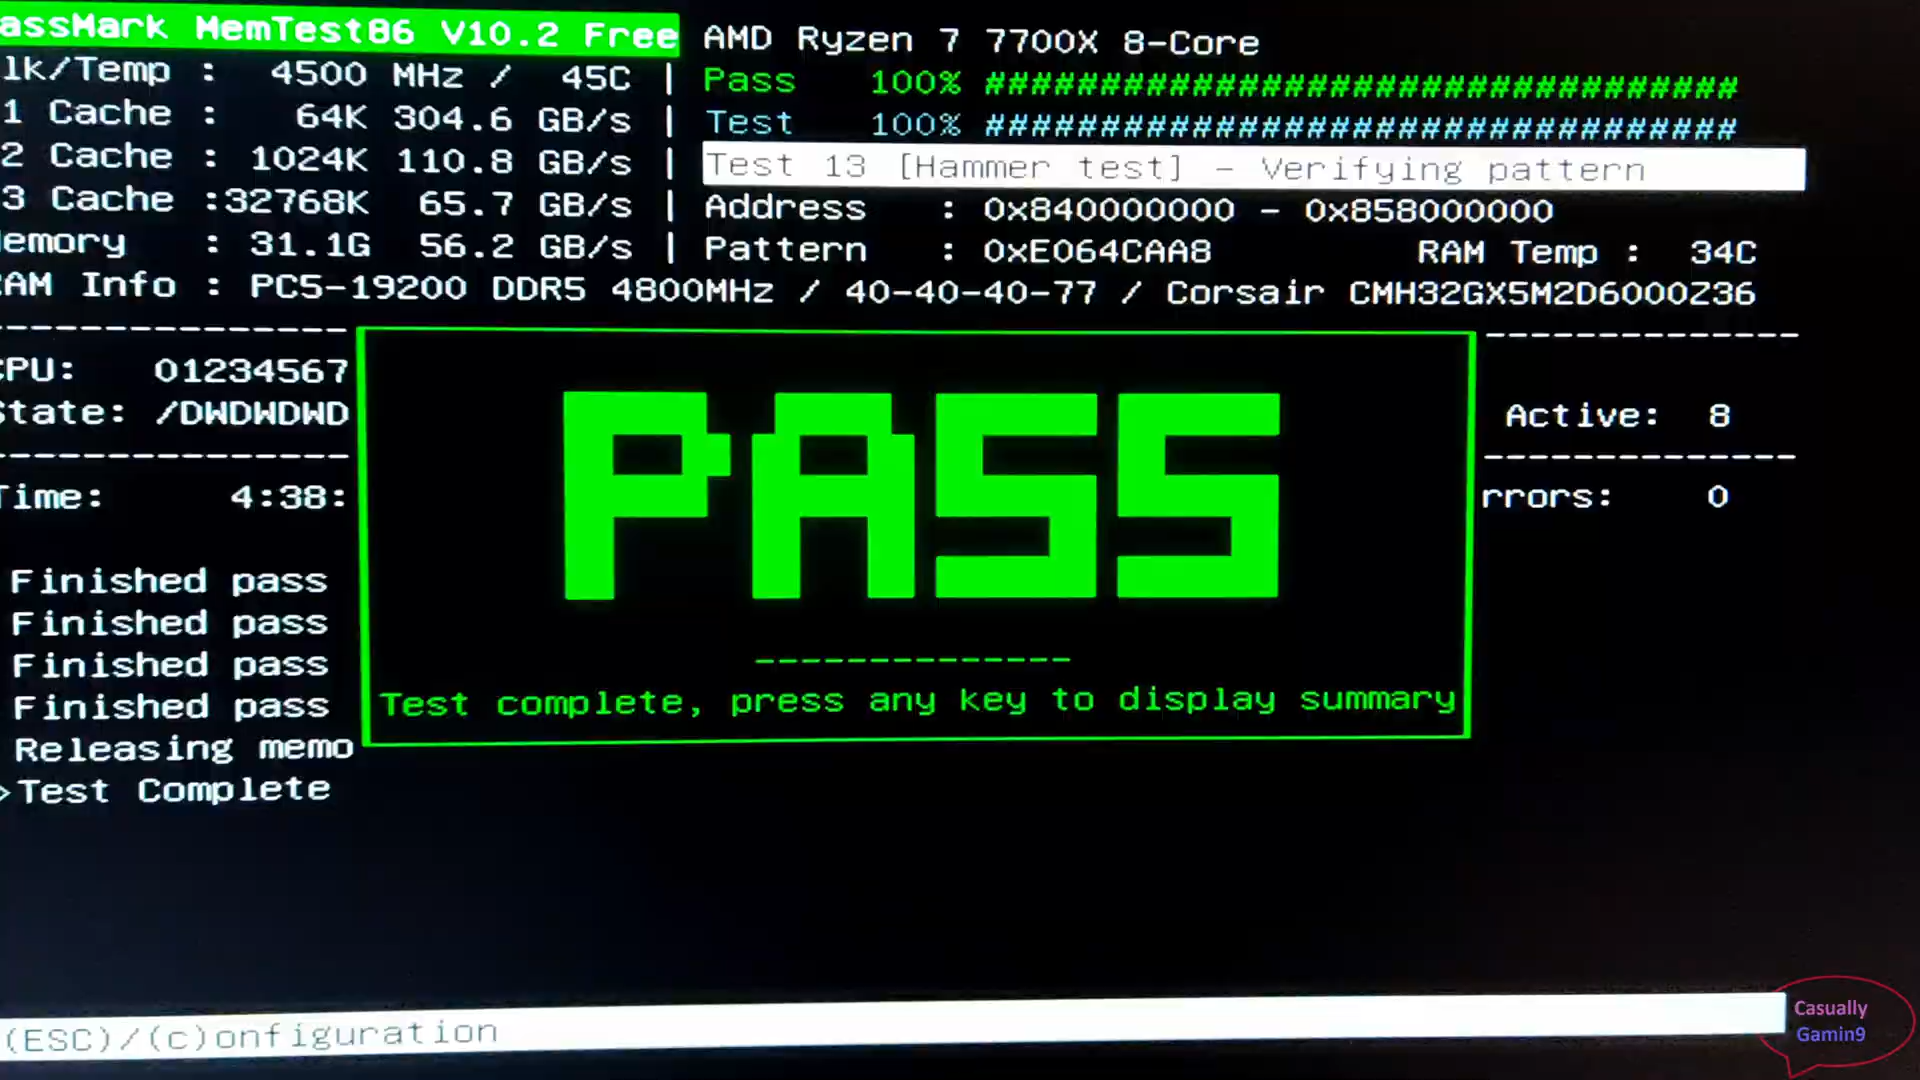 assMark MemTest86 V10.2 Free AMD Ryzen 7 7700X 8-Core
lk/Temp : 4500 MHz / 45C | Pass 100% #################################
1 Cache : 64K 304.6 GB/s | Test 100% #################################
2 Cache : 1024K 110.8 GB/s | Test 13 [Hammer test] - Verifying pattern
3 Cache :32768K 65.7 GB/s | Address : 0x840000000 - 0x858000000
emory : 31.1G 56.2 GB/s | Pattern : 0xE064CAA8 RAM Temp : 34C
AM Info : PC5-19200 DDR5 4800MHz / 40-40-40-77 / Corsair CMH32GX5M2D6000Z36
CPU: 01234567
State: /DWDWDWD Active: 8
Time: 4:38: rrors: 0
PASS
Finished pass
Finished pass
Finished pass
Finished pass
Test complete, press any key to display summary
Releasing memo
>Test Complete
(ESC)/(c)onfiguration
Casually
Gamin9